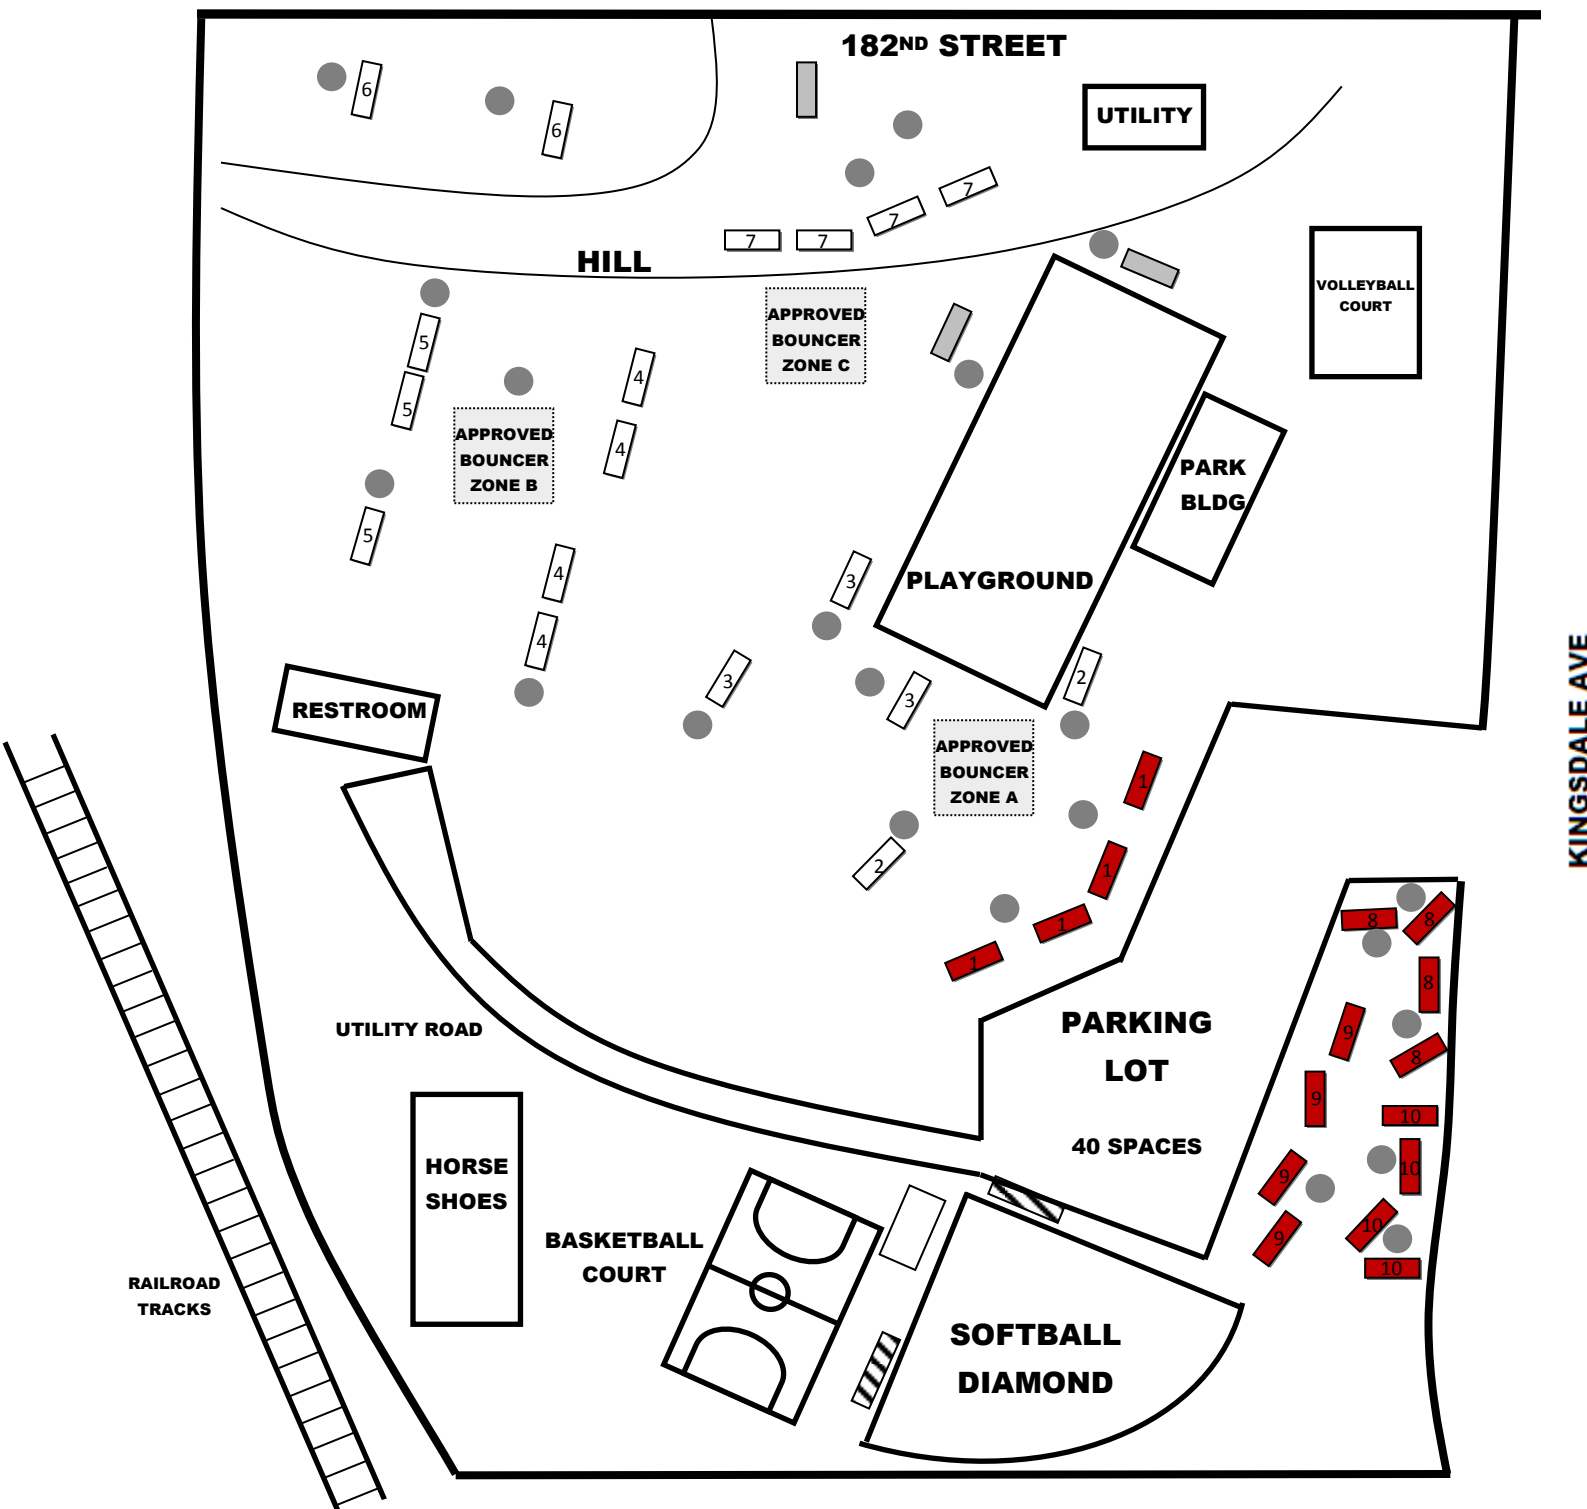 182ND STREET
6
6
UTILITY
7
7
7
7
HILL
VOLLEYBALL
COURT
APPROVED
BOUNCER
ZONE C
5
5
4
4
APPROVED
BOUNCER
ZONE B
PARK
BLDG
5
4
4
3
PLAYGROUND
3
3
2
RESTROOM
KINGSDALE AVE
APPROVED
BOUNCER
ZONE A
1
1
1
1
2
8
8
8
8
UTILITY ROAD
PARKING
LOT
40 SPACES
9
9
9
9
10
10
10
10
HORSE
SHOES
BASKETBALL
COURT
RAILROAD
TRACKS
SOFTBALL
DIAMOND